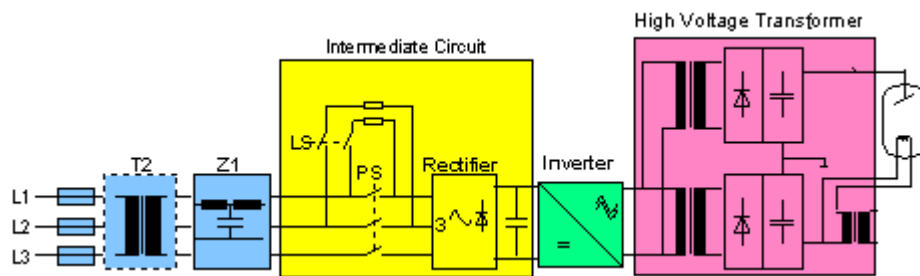 High Voltage Transformer
Intermediate Circuit
LS
T2
Z1
PS
Rectifier
Inverter
L1
L2
3
L3
=